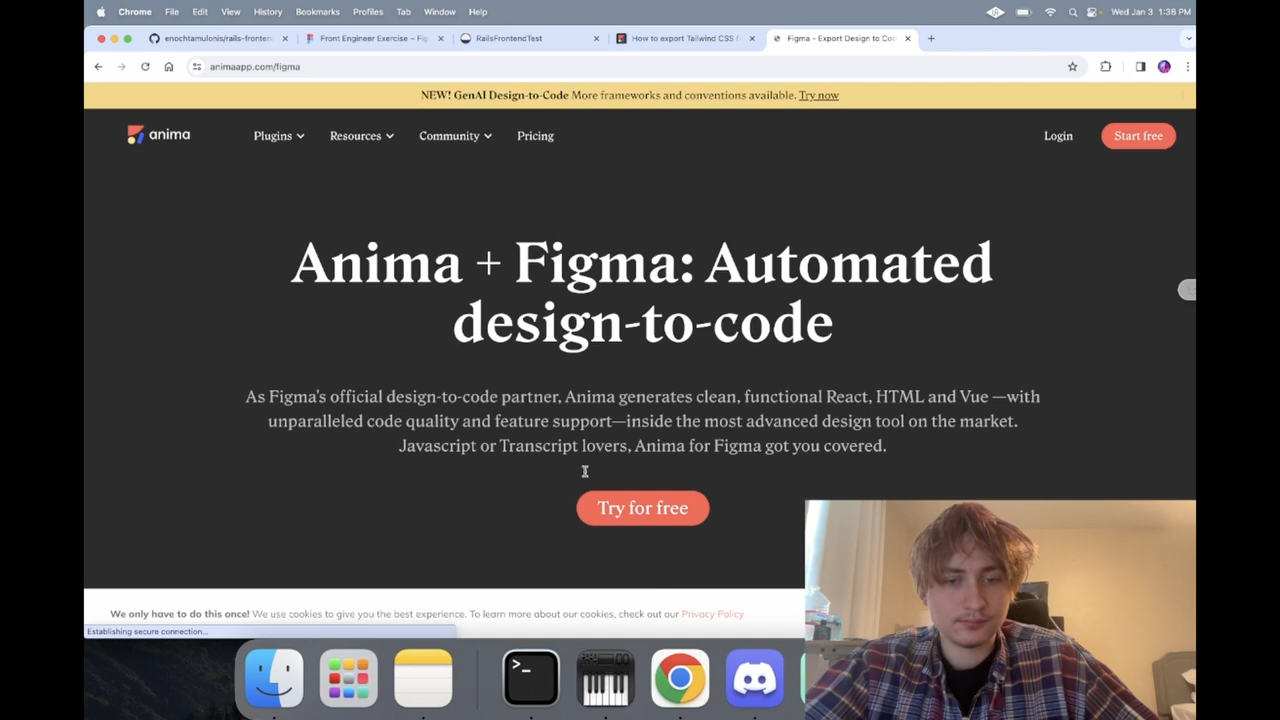 Chrome File Edit View History Bookmarks Profiles Tab Window Help Wed Jan 3 1:38 PM
enochtamulonis/rails-fronten Front Engineer Exercise – Fig RailsFrontendTest How to export Tailwind CSS f Figma - Export Design to Co
animaapp.com/figma
NEW! GenAI Design-to-Code More frameworks and conventions available. Try now
anima Plugins Resources Community Pricing Login Start free
Anima + Figma: Automated
design-to-code
As Figma's official design-to-code partner, Anima generates clean, functional React, HTML and Vue —with
unparalleled code quality and feature support—inside the most advanced design tool on the market.
Javascript or Transcript lovers, Anima for Figma got you covered.
Try for free
We only have to do this once! We use cookies to give you the best experience. To learn more about our cookies, check out our Privacy Policy
Establishing secure connection...